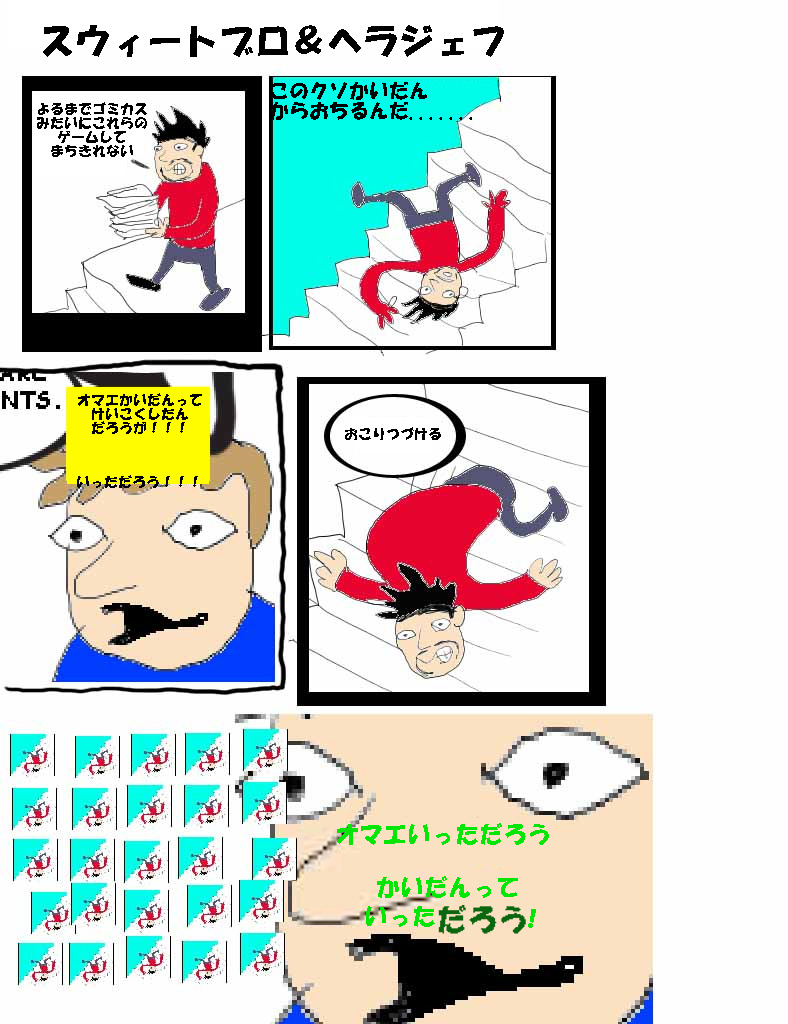 スウィートブロ&ヘラジェフ
よるまでゴミカス
みだいにこれらの
ゲームして
まちきれない
このクソかいだん
からおちるんだ.......
NTS.
オマエかいだんって
けいこくしだん
だろうが!!!
いっただろう!!!
おこりつづける
オマエいっただろう
かいだんって
いっただろう!